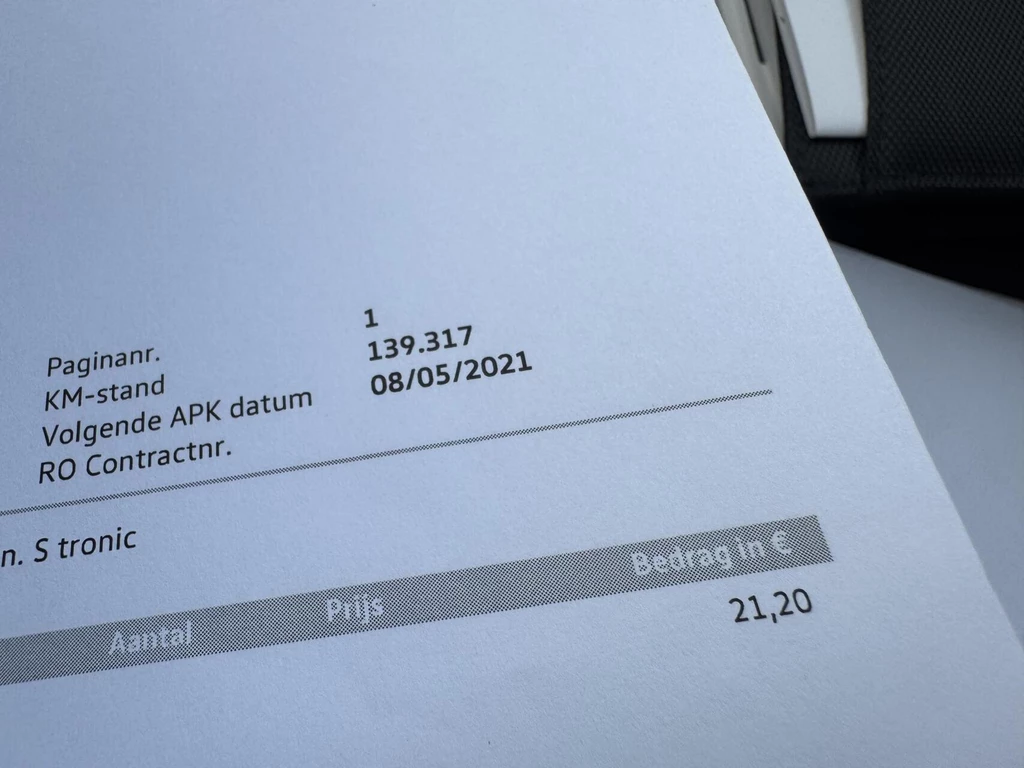 Paginanr. 1
KM-stand 139.317
Volgende APK datum 08/05/2021
RO Contractnr.
n. S tronic
Aantal Prijs Bedrag in €
21,20